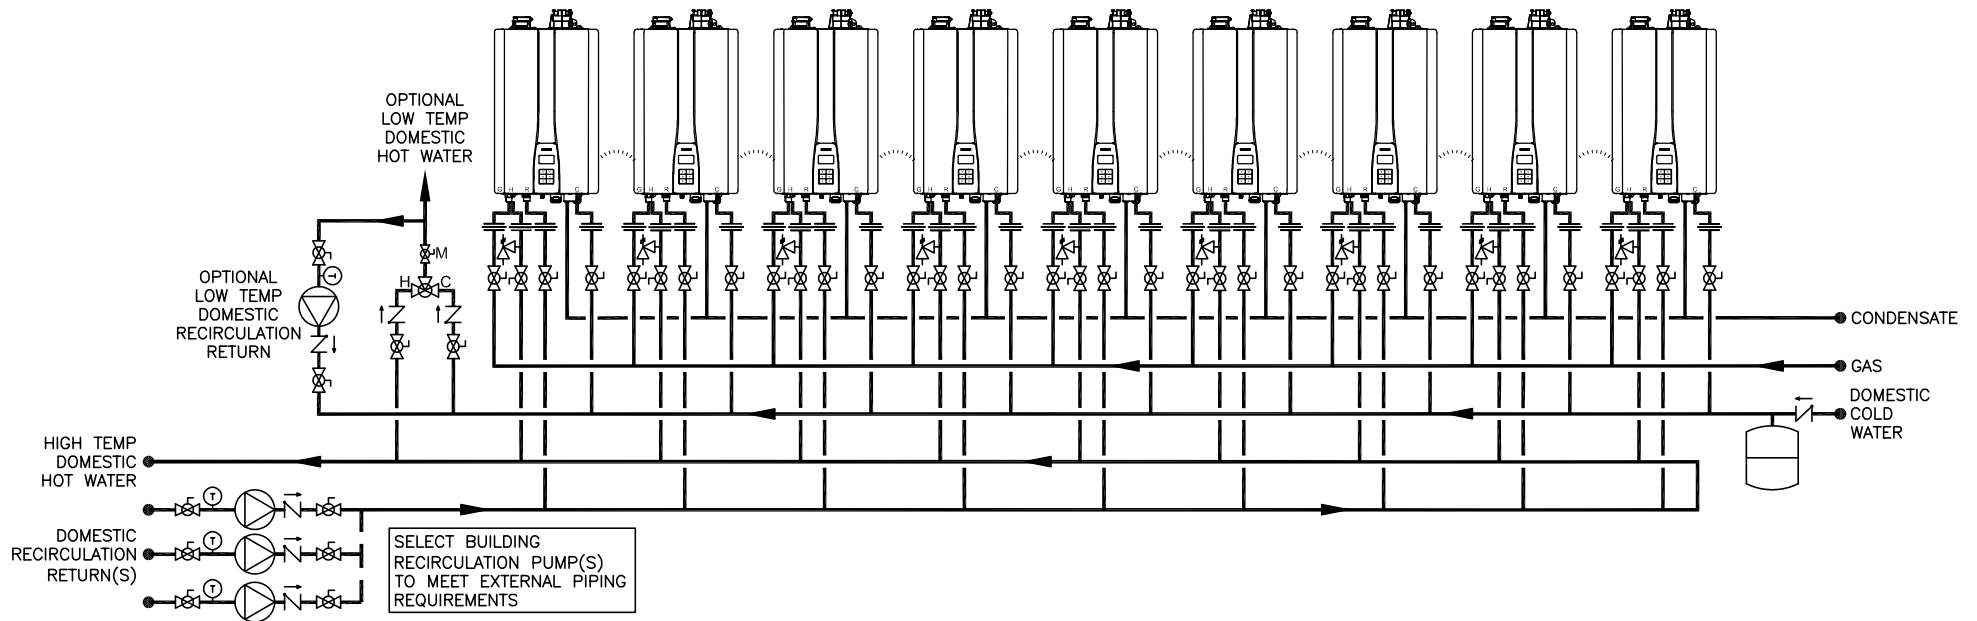 OPTIONAL
LOW TEMP
DOMESTIC
HOT WATER
G H R C
G H R C
G H R C
G H R C
G H R C
G H R C
G H R C
G H R C
G H R C
M
H C
T
OPTIONAL
LOW TEMP
DOMESTIC
RECIRCULATION
RETURN
CONDENSATE
GAS
DOMESTIC
COLD
WATER
HIGH TEMP
DOMESTIC
HOT WATER
T
T
T
DOMESTIC
RECIRCULATION
RETURN(S)
SELECT BUILDING
RECIRCULATION PUMP(S)
TO MEET EXTERNAL PIPING
REQUIREMENTS